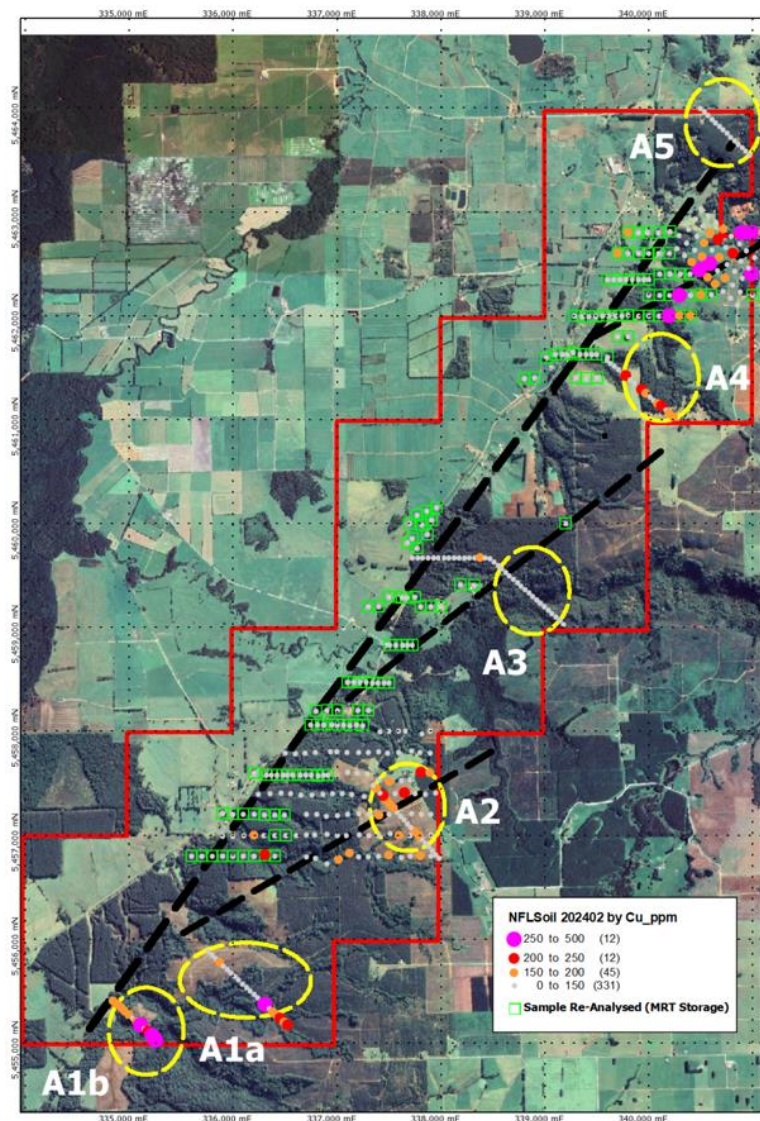 335,000 mE 336,000 mE 337,000 mE 338,000 mE 339,000 mE 340,000 mE
5,464,000 mN
A5
5,463,000 mN
5,462,000 mN
A4
5,461,000 mN
5,460,000 mN
A3
5,459,000 mN
5,458,000 mN
A2
5,457,000 mN
NFLSoil 202402 by Cu_ppm
250 to 500 (12)
200 to 250 (12)
150 to 200 (45)
0 to 150 (331)
Sample Re-Analysed (MRT Storage)
5,456,000 mN
A1a
5,455,000 mN
A1b
335,000 mE 336,000 mE 337,000 mE 338,000 mE 339,000 mE 340,000 mE